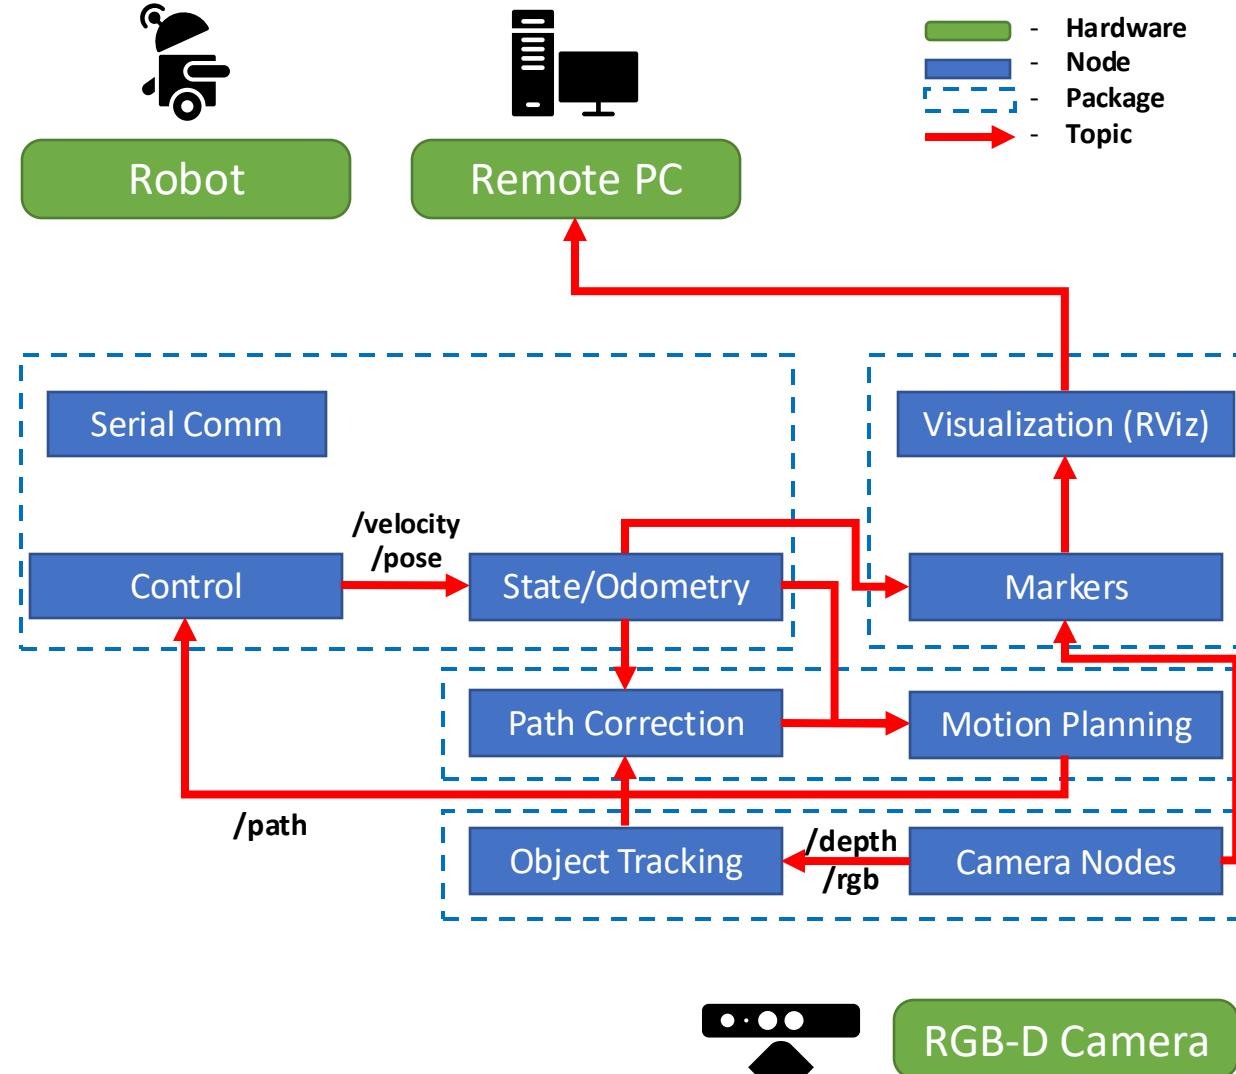 - Hardware
- Node
- Package
- Topic
Robot
Remote PC
Serial Comm
Visualization (RViz)
/velocity
/pose
Control
State/Odometry
Markers
Path Correction
Motion Planning
/path
Object Tracking
/depth
/rgb
Camera Nodes
RGB-D Camera